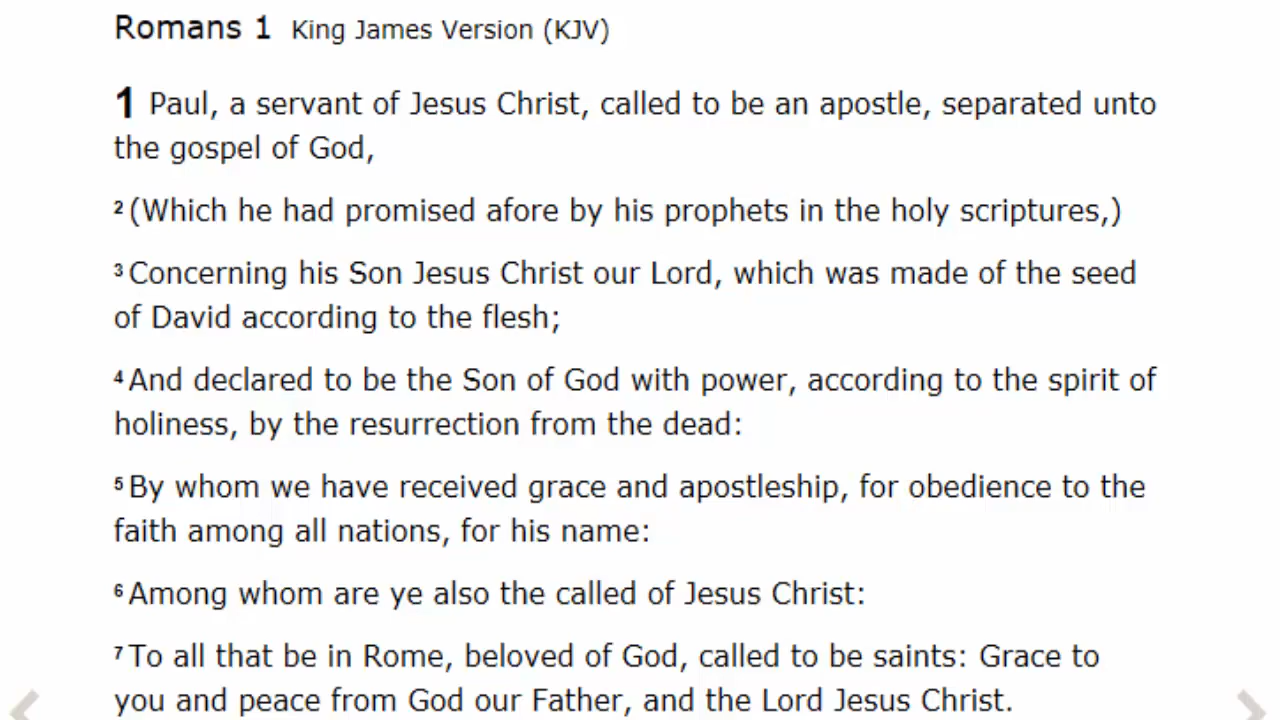 Romans 1 King James Version (KJV)
1 Paul, a servant of Jesus Christ, called to be an apostle, separated unto
the gospel of God,
2 (Which he had promised afore by his prophets in the holy scriptures,)
3 Concerning his Son Jesus Christ our Lord, which was made of the seed
of David according to the flesh;
4 And declared to be the Son of God with power, according to the spirit of
holiness, by the resurrection from the dead:
5 By whom we have received grace and apostleship, for obedience to the
faith among all nations, for his name:
6 Among whom are ye also the called of Jesus Christ:
7 To all that be in Rome, beloved of God, called to be saints: Grace to
you and peace from God our Father, and the Lord Jesus Christ.